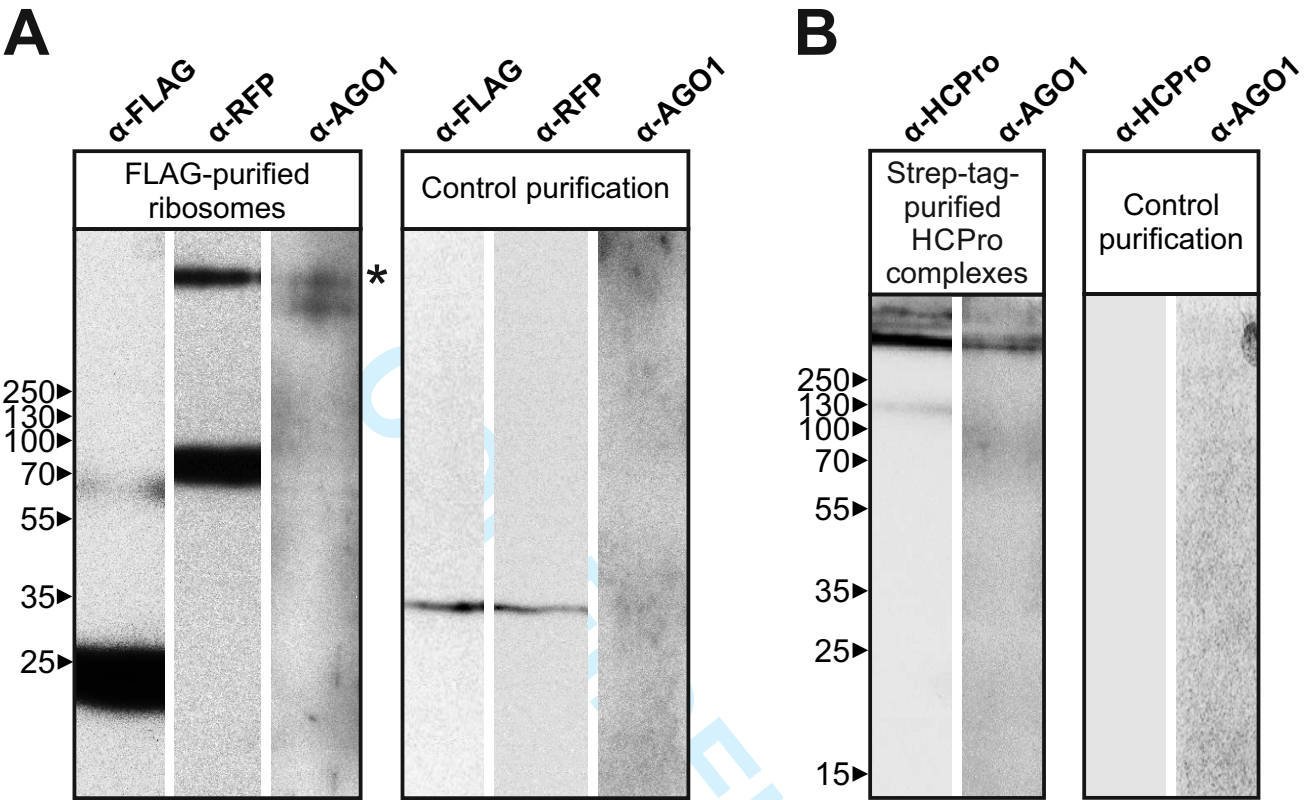 A
α-FLAG
α-RFP
α-AGO1
α-FLAG
α-RFP
α-AGO1
FLAG-purified
ribosomes
Control purification
*
250
130
100
70
55
35
25
B
α-HCPro
α-AGO1
α-HCPro
α-AGO1
Strep-tag-
purified
HCPro
complexes
Control
purification
250
130
100
70
55
35
25
15